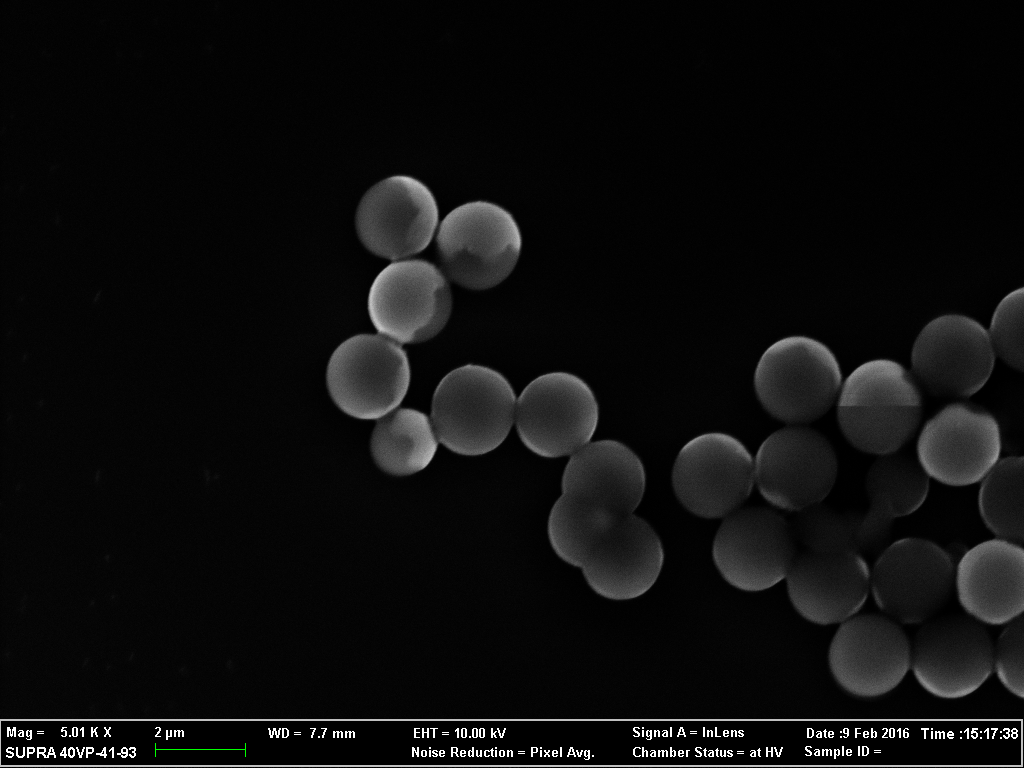 Mag = 5.01 K X 2 µm WD = 7.7 mm EHT = 10.00 kV Signal A = InLens Date :9 Feb 2016 Time :15:17:38
SUPRA 40VP-41-93 Noise Reduction = Pixel Avg. Chamber Status = at HV Sample ID =